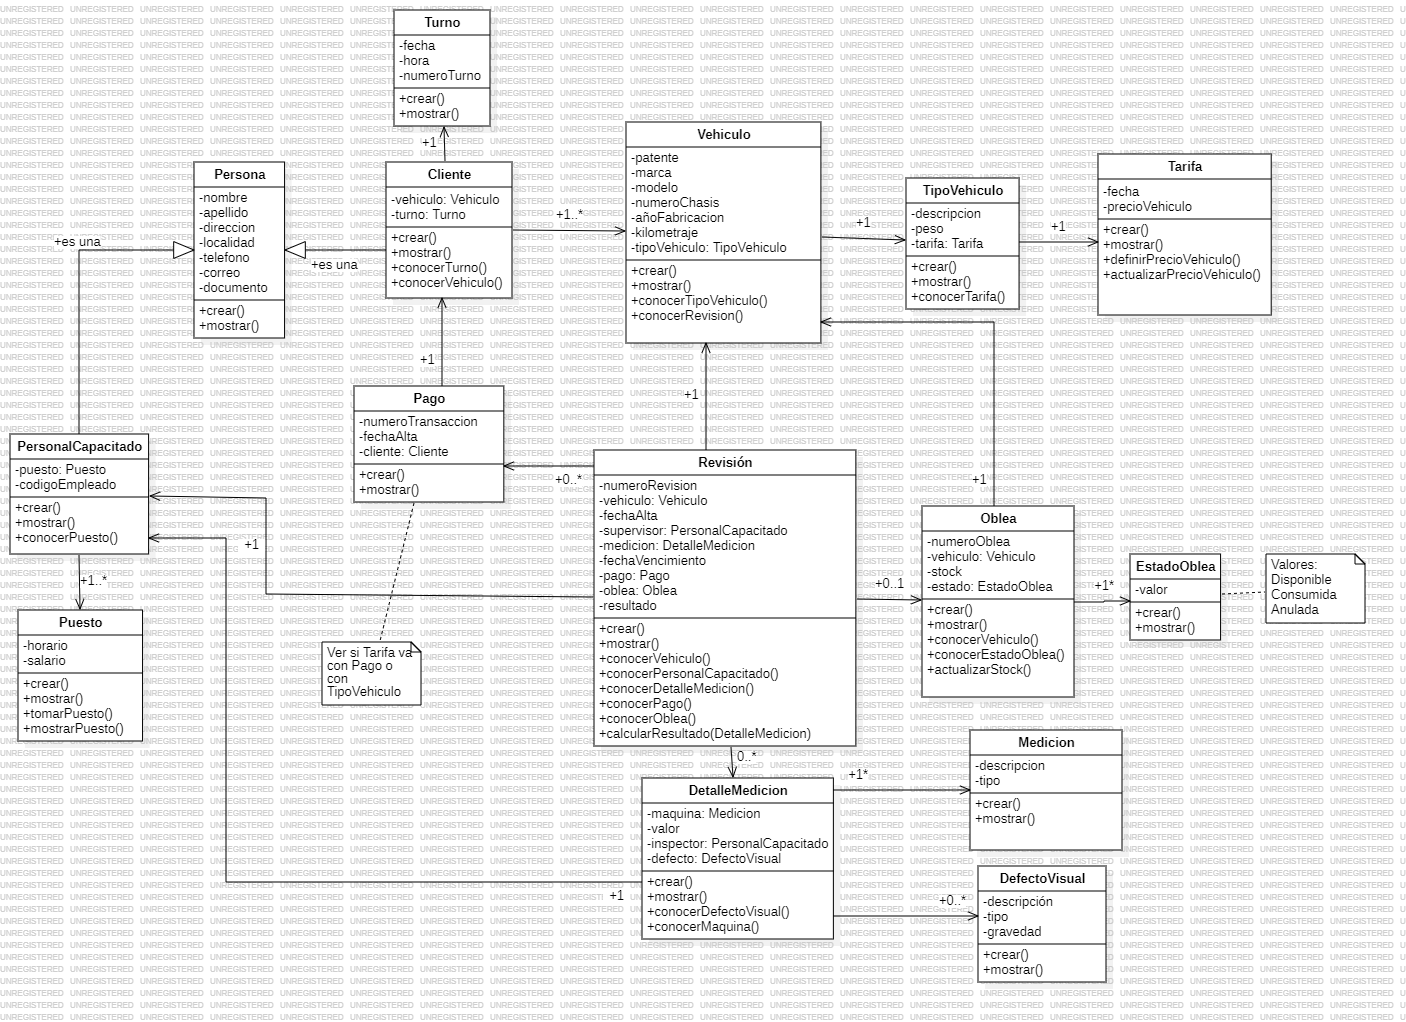 Turno
-fecha
-hora
-numeroTurno
+crear()
+mostrar()
+1
Persona
-nombre
-apellido
-direccion
-localidad
-telefono
-correo
-documento
+crear()
+mostrar()
+es una
+es una
Cliente
-vehiculo: Vehiculo
-turno: Turno
+crear()
+mostrar()
+conocerTurno()
+conocerVehiculo()
+1..*
Vehiculo
-patente
-marca
-modelo
-numeroChasis
-añoFabricacion
-kilometraje
-tipoVehiculo: TipoVehiculo
+crear()
+mostrar()
+conocerTipoVehiculo()
+conocerRevision()
+1
TipoVehiculo
-descripcion
-peso
-tarifa: Tarifa
+crear()
+mostrar()
+conocerTarifa()
+1
Tarifa
-fecha
-precioVehiculo
+crear()
+mostrar()
+definirPrecioVehiculo()
+actualizarPrecioVehiculo()
+1
Pago
-numeroTransaccion
-fechaAlta
-cliente: Cliente
+crear()
+mostrar()
+0..*
+1
PersonalCapacitado
-puesto: Puesto
-codigoEmpleado
+crear()
+mostrar()
+conocerPuesto()
+1
+1..*
Puesto
-horario
-salario
+crear()
+mostrar()
+tomarPuesto()
+mostrarPuesto()
Ver si Tarifa va
con Pago o
con
TipoVehiculo
Revisión
-numeroRevision
-vehiculo: Vehiculo
-fechaAlta
-supervisor: PersonalCapacitado
-medicion: DetalleMedicion
-fechaVencimiento
-pago: Pago
-oblea: Oblea
-resultado
+crear()
+mostrar()
+conocerVehiculo()
+conocerPersonalCapacitado()
+conocerDetalleMedicion()
+conocerPago()
+conocerOblea()
+calcularResultado(DetalleMedicion)
+0..1
+1
Oblea
-numeroOblea
-vehiculo: Vehiculo
-stock
-estado: EstadoOblea
+crear()
+mostrar()
+conocerVehiculo()
+conocerEstadoOblea()
+actualizarStock()
+1*
EstadoOblea
-valor
+crear()
+mostrar()
Valores:
Disponible
Consumida
Anulada
0..*
DetalleMedicion
-maquina: Medicion
-valor
-inspector: PersonalCapacitado
-defecto: DefectoVisual
+crear()
+mostrar()
+conocerDefectoVisual()
+conocerMaquina()
+1
+1*
Medicion
-descripcion
-tipo
+crear()
+mostrar()
+0..*
DefectoVisual
-descripción
-tipo
-gravedad
+crear()
+mostrar()
UNREGISTERED